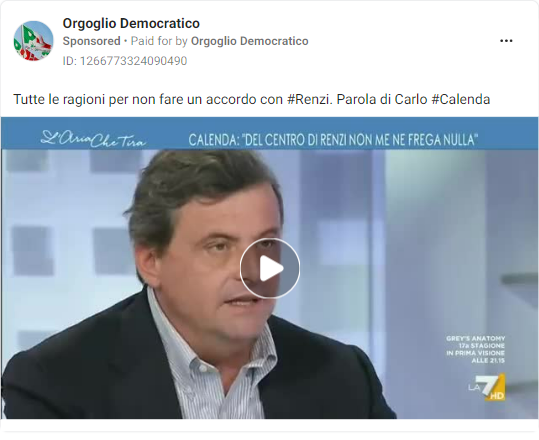 Orgoglio Democratico
Sponsored • Paid for by Orgoglio Democratico
ID: 1266773324090490
Tutte le ragioni per non fare un accordo con #Renzi. Parola di Carlo #Calenda
L'Aria Che Tira
CALENDA: "DEL CENTRO DI RENZI NON ME NE FREGA NULLA"
GREY'S ANATOMY
17a STAGIONE
IN PRIMA VISIONE
ALLE 21.15
LA 7 HD